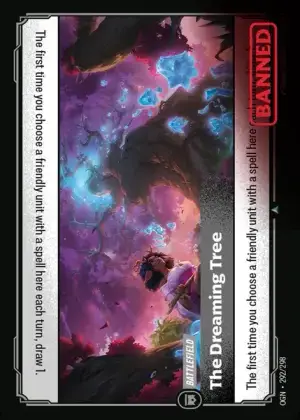 BANNED
The first time you choose a friendly unit with a spell here each turn, draw 1.
BATTLEFIELD
The Dreaming Tree
The first time you choose a friendly unit with a spell here
OGN • 292/298